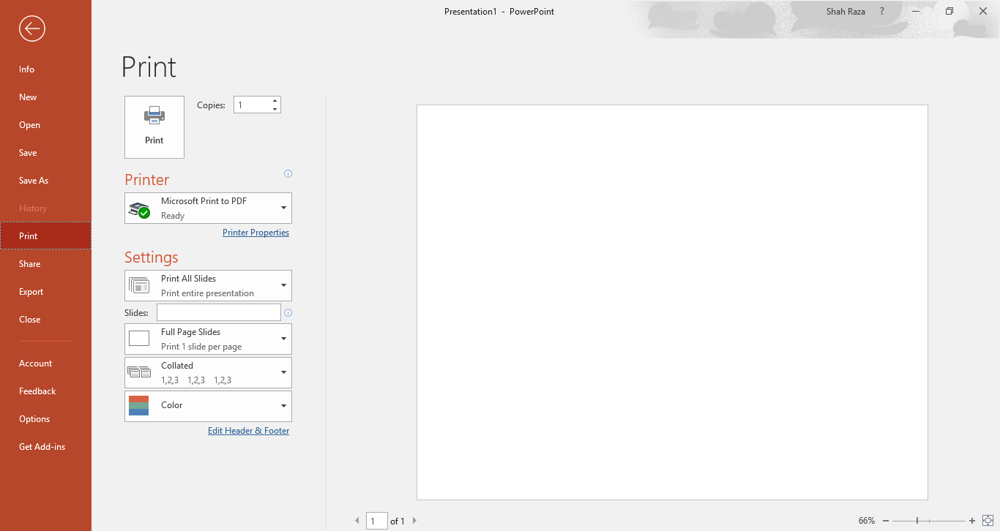 Presentation1 - PowerPoint
Shah Raza ?
Info
New
Open
Save
Save As
History
Print
Share
Export
Close
Account
Feedback
Options
Get Add-ins
Print
Print
Copies: 1
Printer
Microsoft Print to PDF
Ready
Printer Properties
Settings
Print All Slides
Print entire presentation
Slides:
Full Page Slides
Print 1 slide per page
Collated
1,2,3 1,2,3 1,2,3
Color
Edit Header & Footer
1 of 1
66%